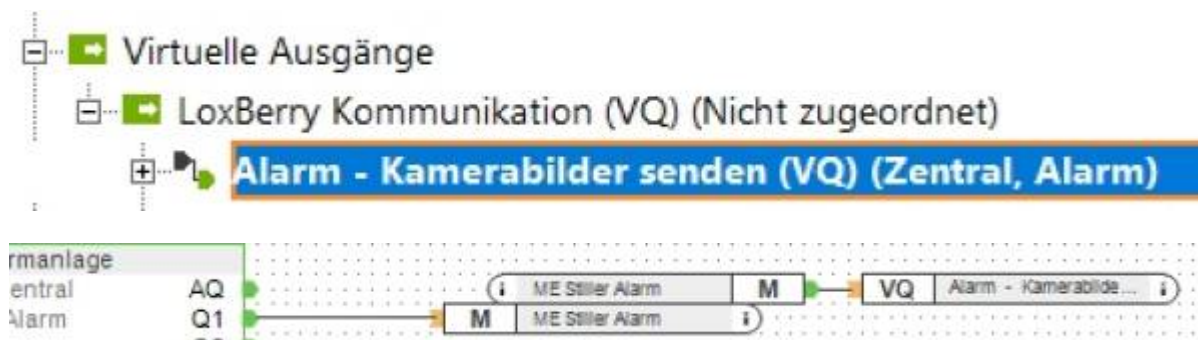 Virtuelle Ausgänge
LoxBerry Kommunikation (VQ) (Nicht zugeordnet)
Alarm - Kamerabilder senden (VQ) (Zentral, Alarm)
rmanlage
entral AQ i ME Stiller Alarm M VQ Alarm - Kamerabilde... i
Alarm Q1 M ME Stiller Alarm i